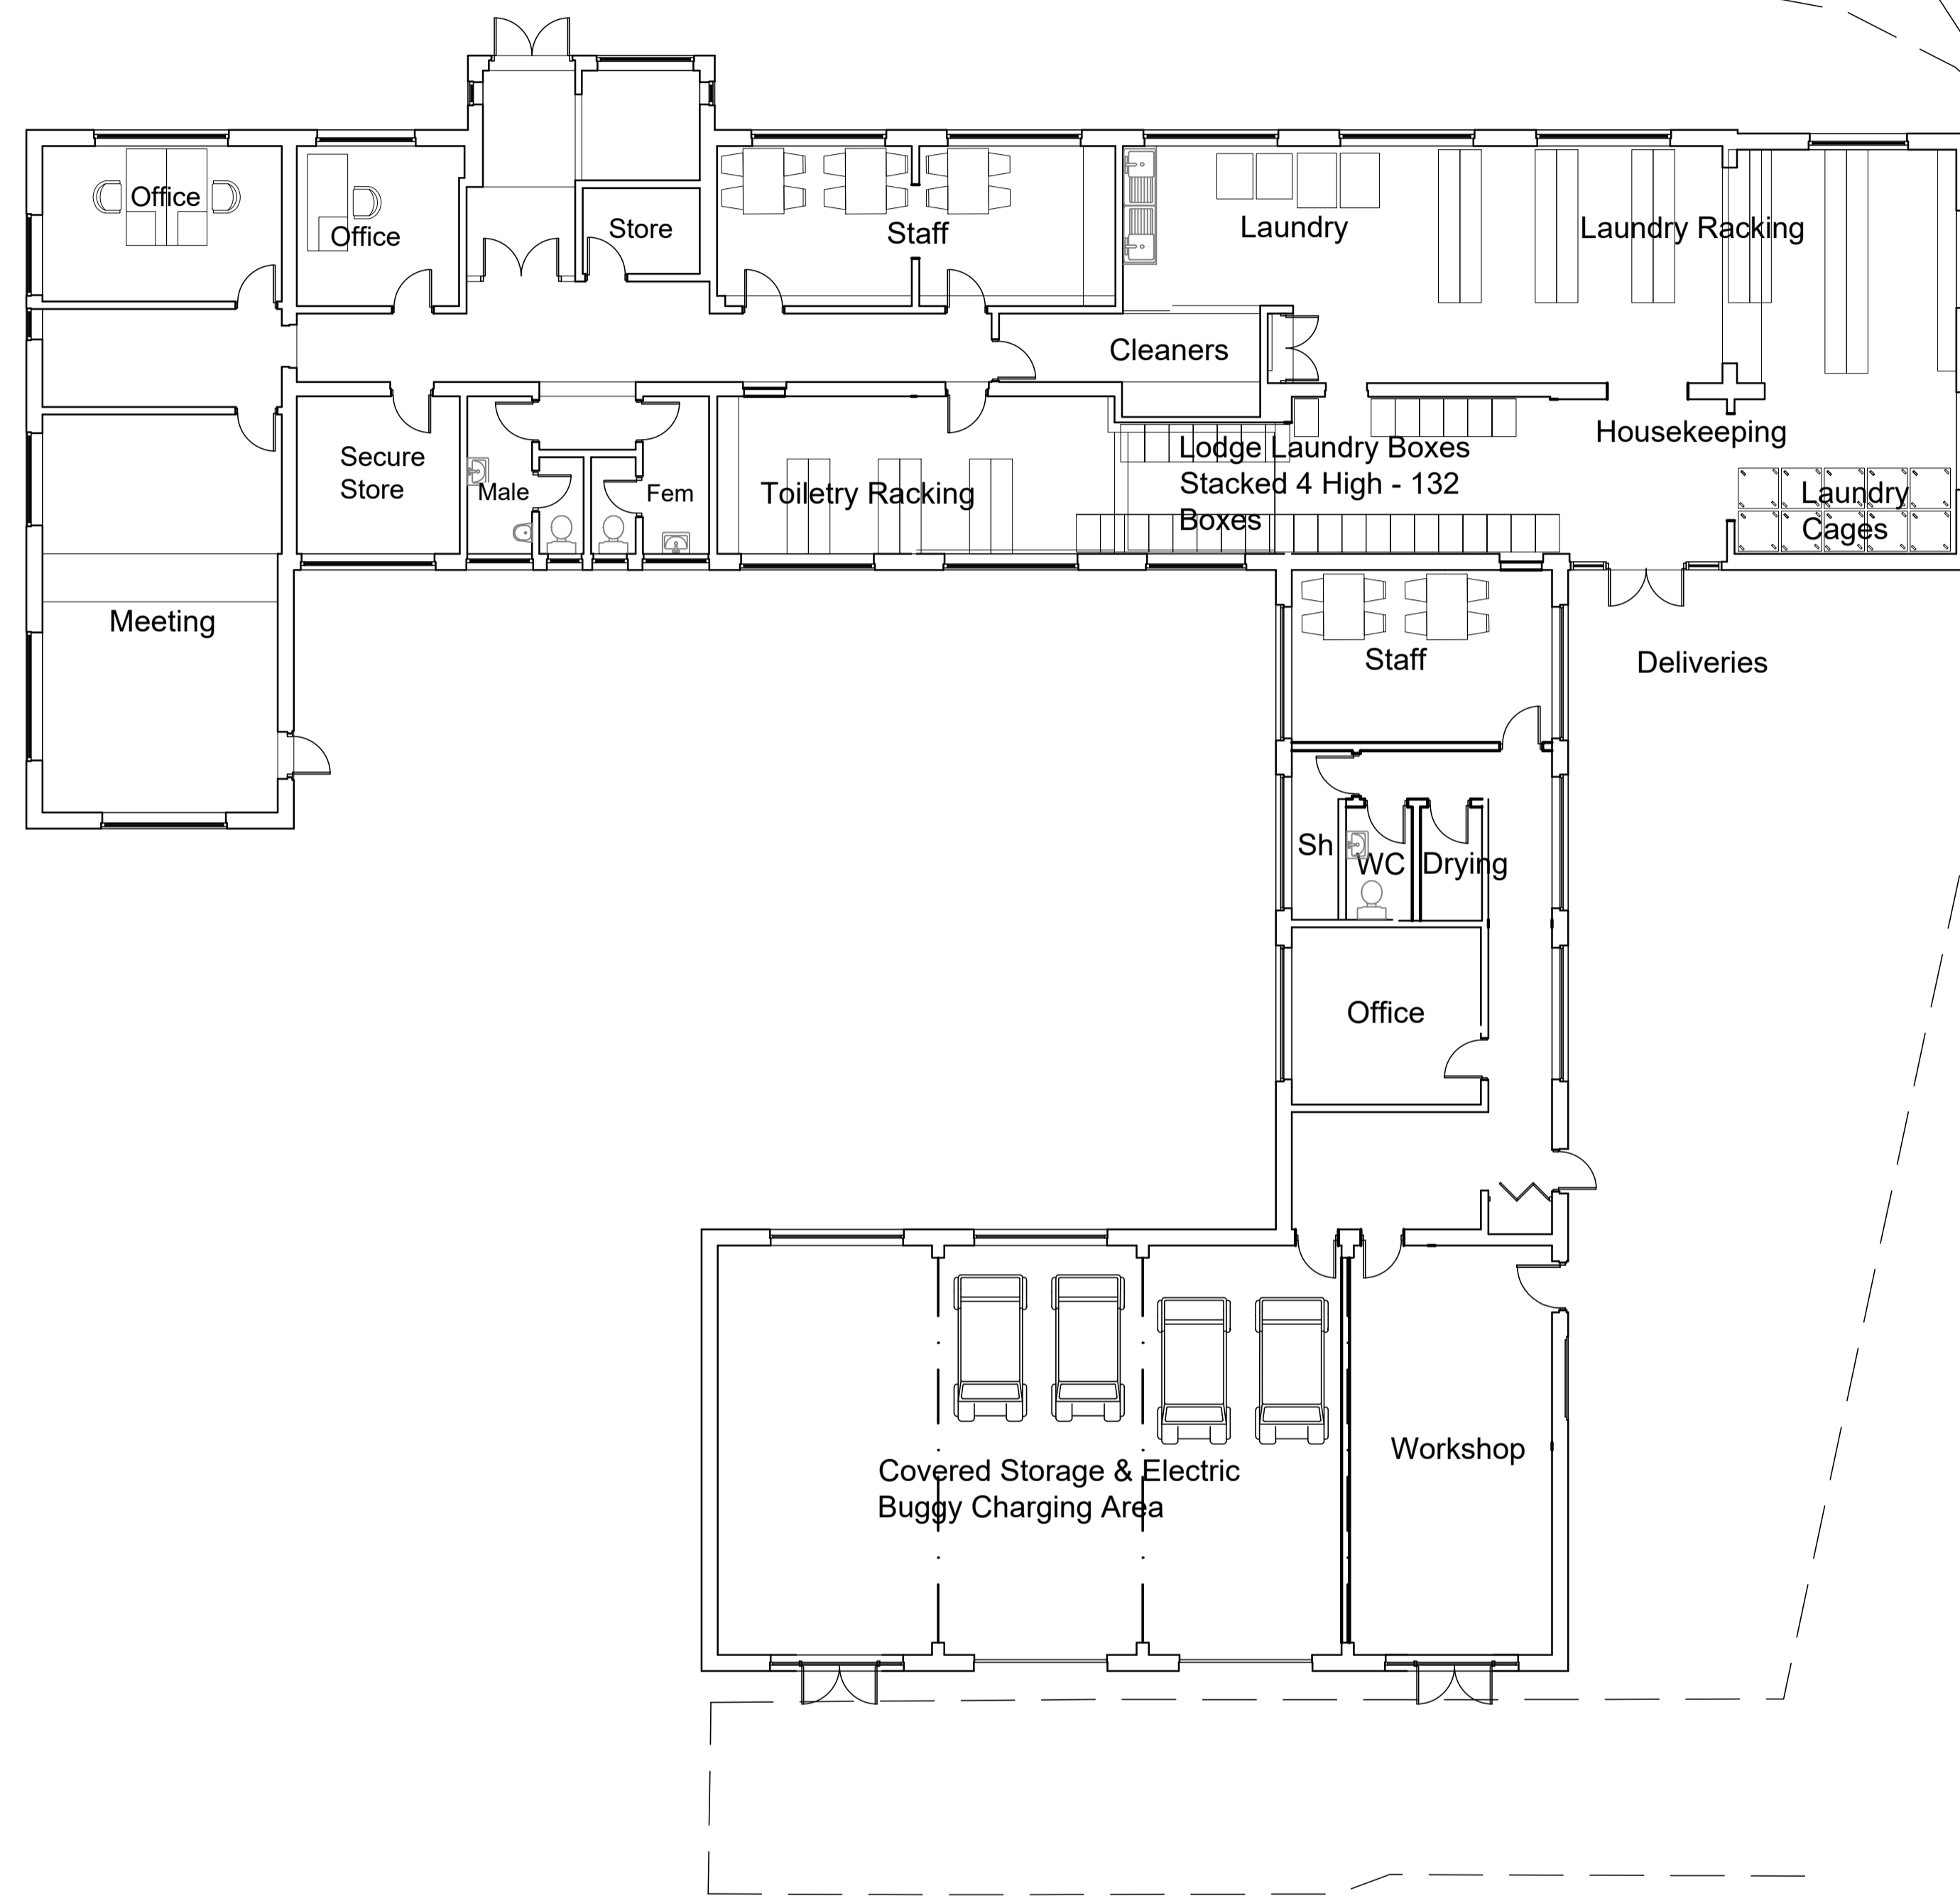 Office
Office
Store
Staff
Laundry
Laundry Racking
Cleaners
Housekeeping
Secure
Store
Male
Fem
Toiletry Racking
Lodge Laundry Boxes
Stacked 4 High - 132
Boxes
Laundry
Cages
Meeting
Staff
Deliveries
Sh
WC
Drying
Office
Workshop
Covered Storage & Electric
Buggy Charging Area